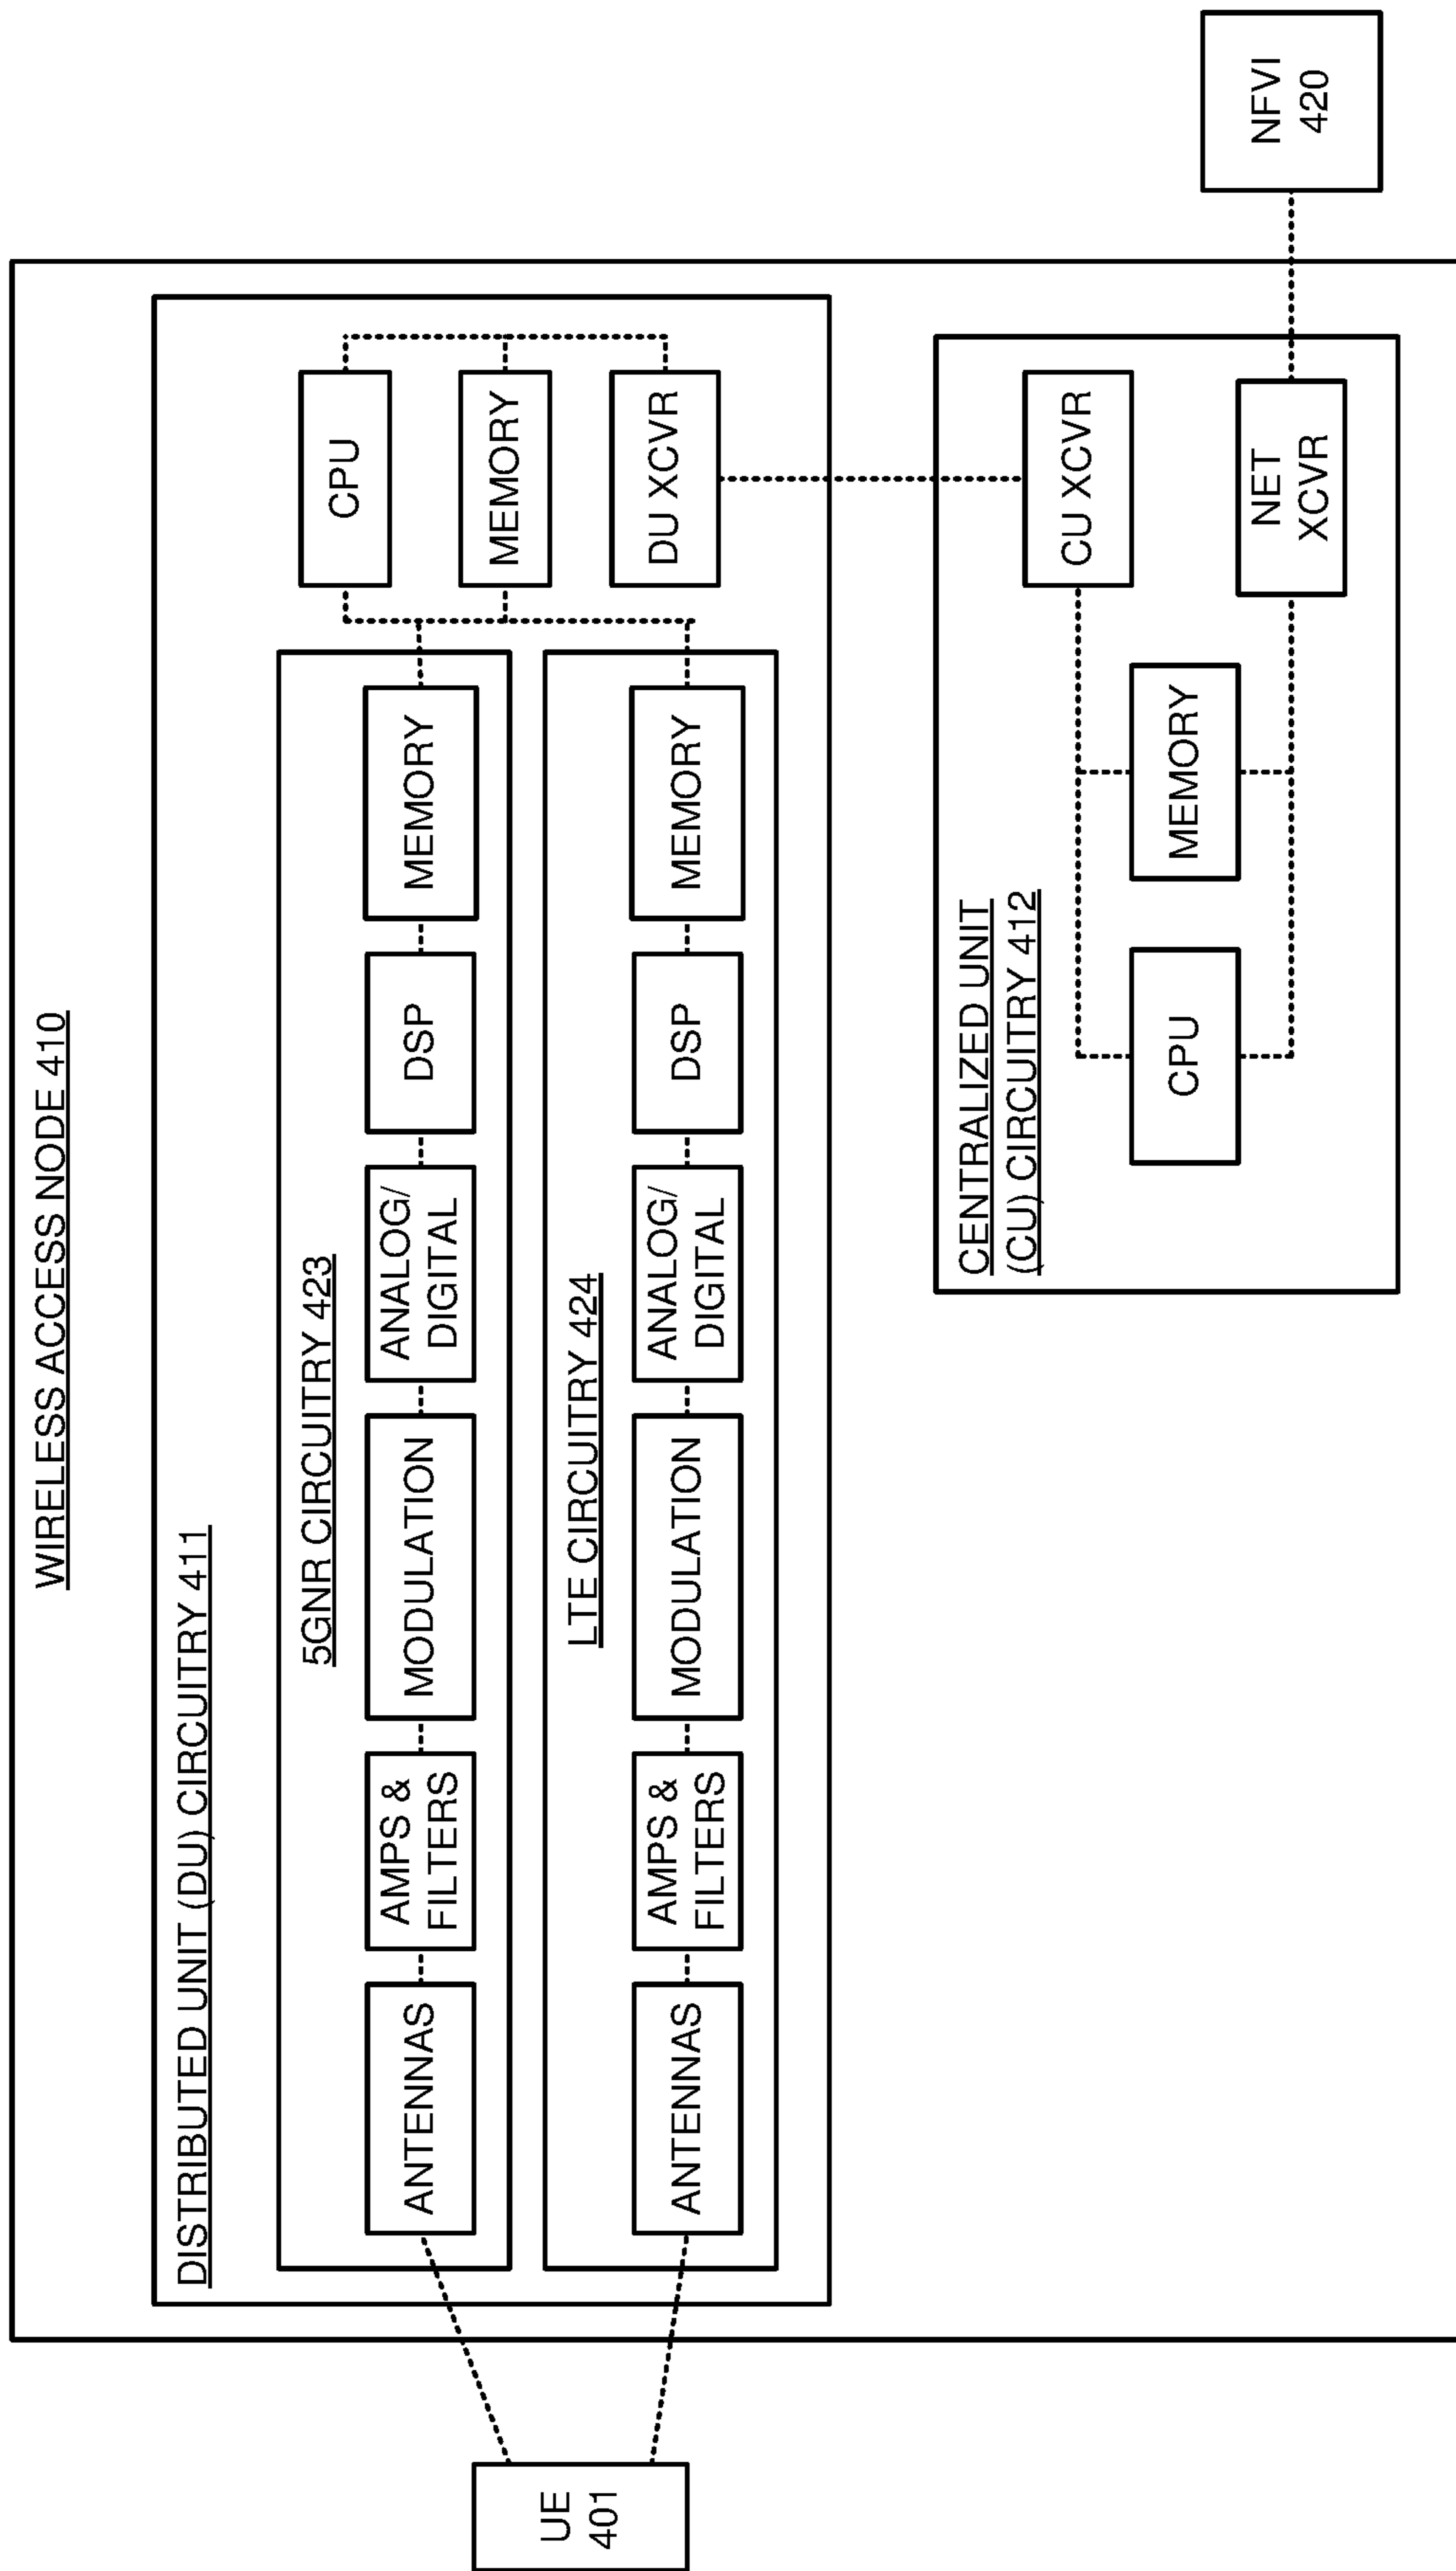 WIRELESS ACCESS NODE 410
DISTRIBUTED UNIT (DU) CIRCUITRY 411
5GNR CIRCUITRY 423
ANTENNAS
AMPS &
FILTERS
MODULATION
ANALOG/
DIGITAL
DSP
MEMORY
LTE CIRCUITRY 424
ANTENNAS
AMPS &
FILTERS
MODULATION
ANALOG/
DIGITAL
DSP
MEMORY
CPU
MEMORY
DU XCVR
UE
401
CENTRALIZED UNIT
(CU) CIRCUITRY 412
CPU
MEMORY
CU XCVR
NET
XCVR
NFVI
420